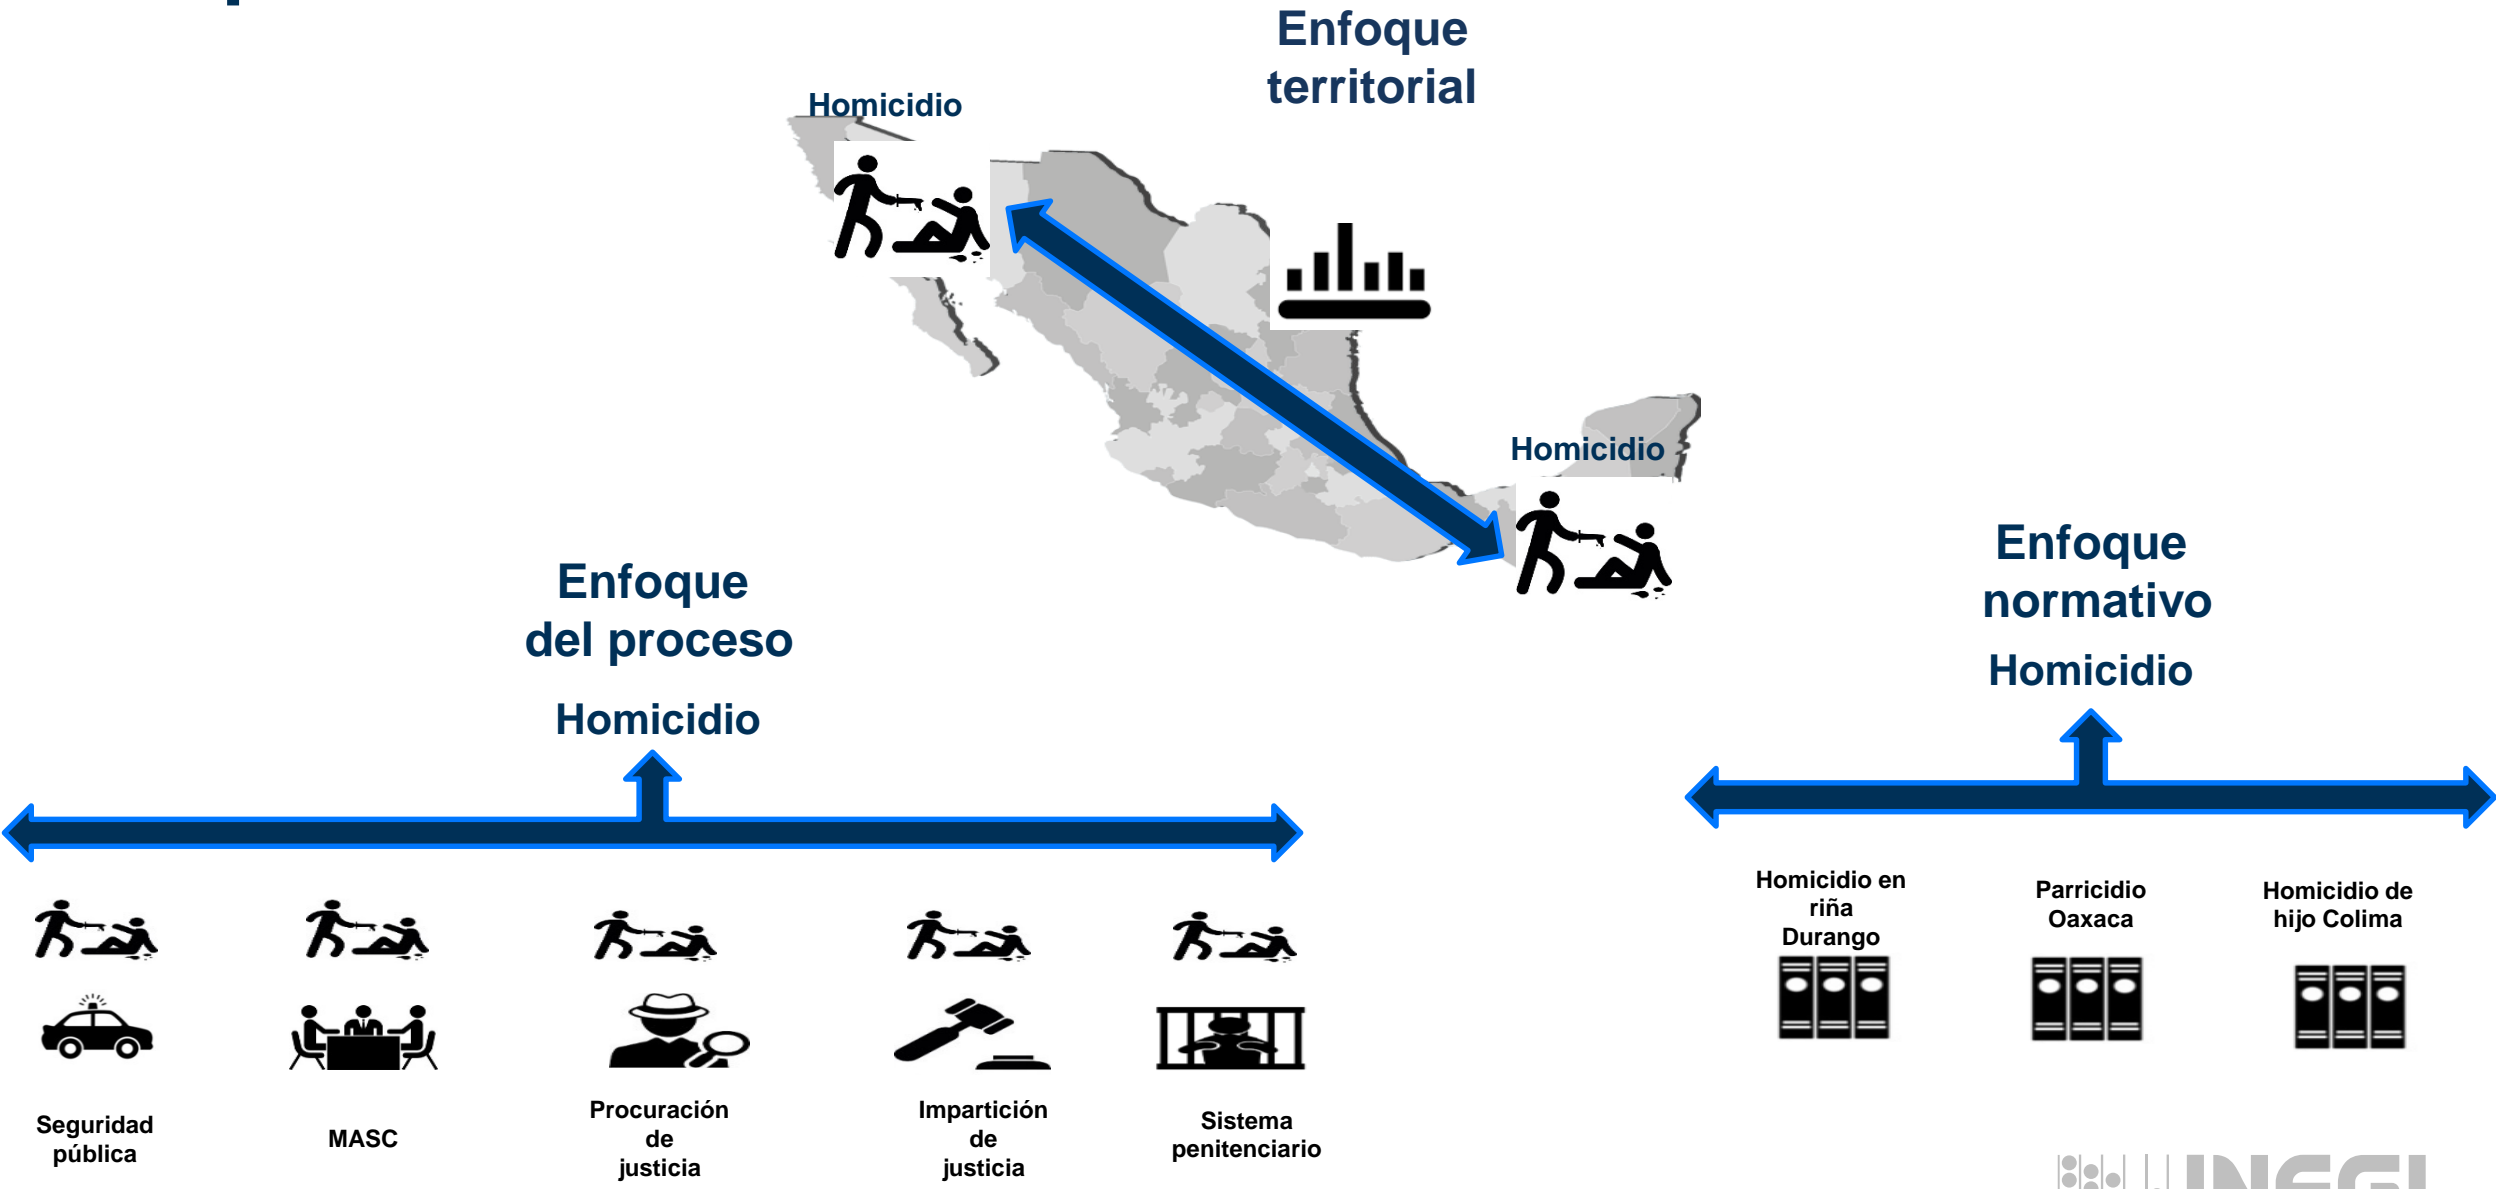 Enfoque
territorial
Homicidio
Homicidio
Enfoque
del proceso
Homicidio
Enfoque
normativo
Homicidio
Seguridad
pública
MASC
Procuración
de
justicia
Impartición
de
justicia
Sistema
penitenciario
Homicidio en
riña
Durango
Parricidio
Oaxaca
Homicidio de
hijo Colima
INEGI